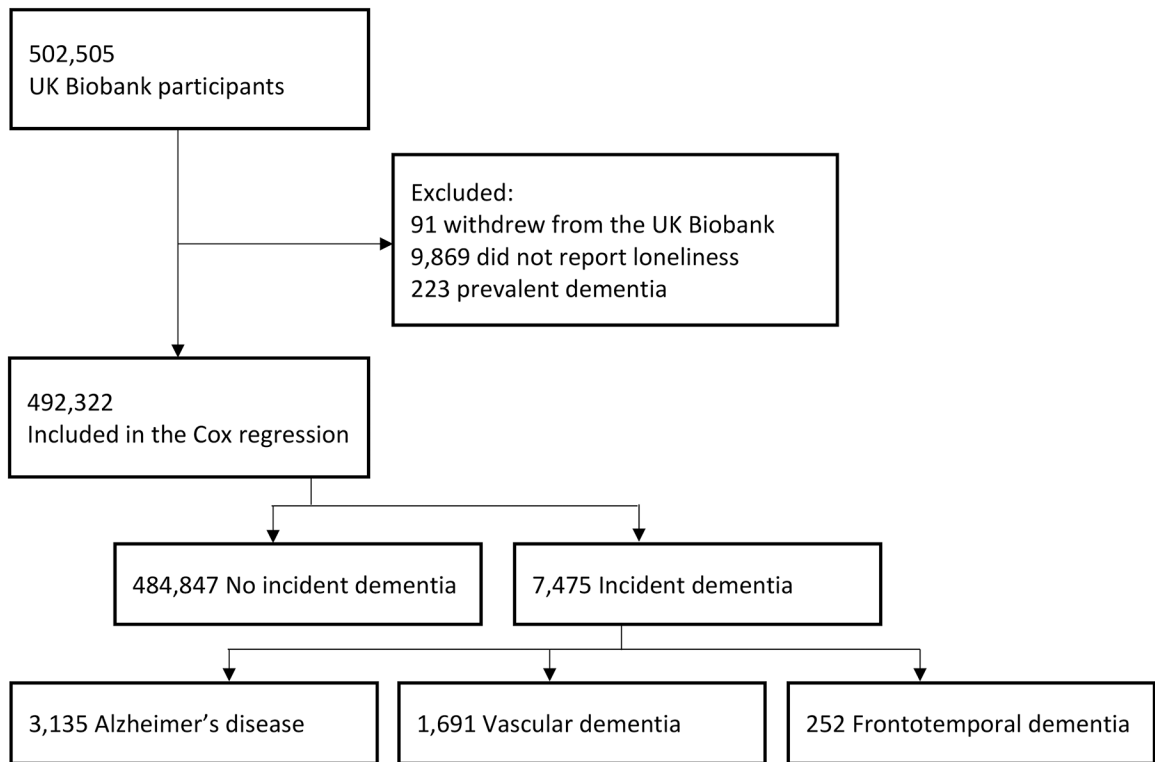 502,505
UK Biobank participants
Excluded:
91 withdrew from the UK Biobank
9,869 did not report loneliness
223 prevalent dementia
492,322
Included in the Cox regression
484,847 No incident dementia
7,475 Incident dementia
3,135 Alzheimer’s disease
1,691 Vascular dementia
252 Frontotemporal dementia